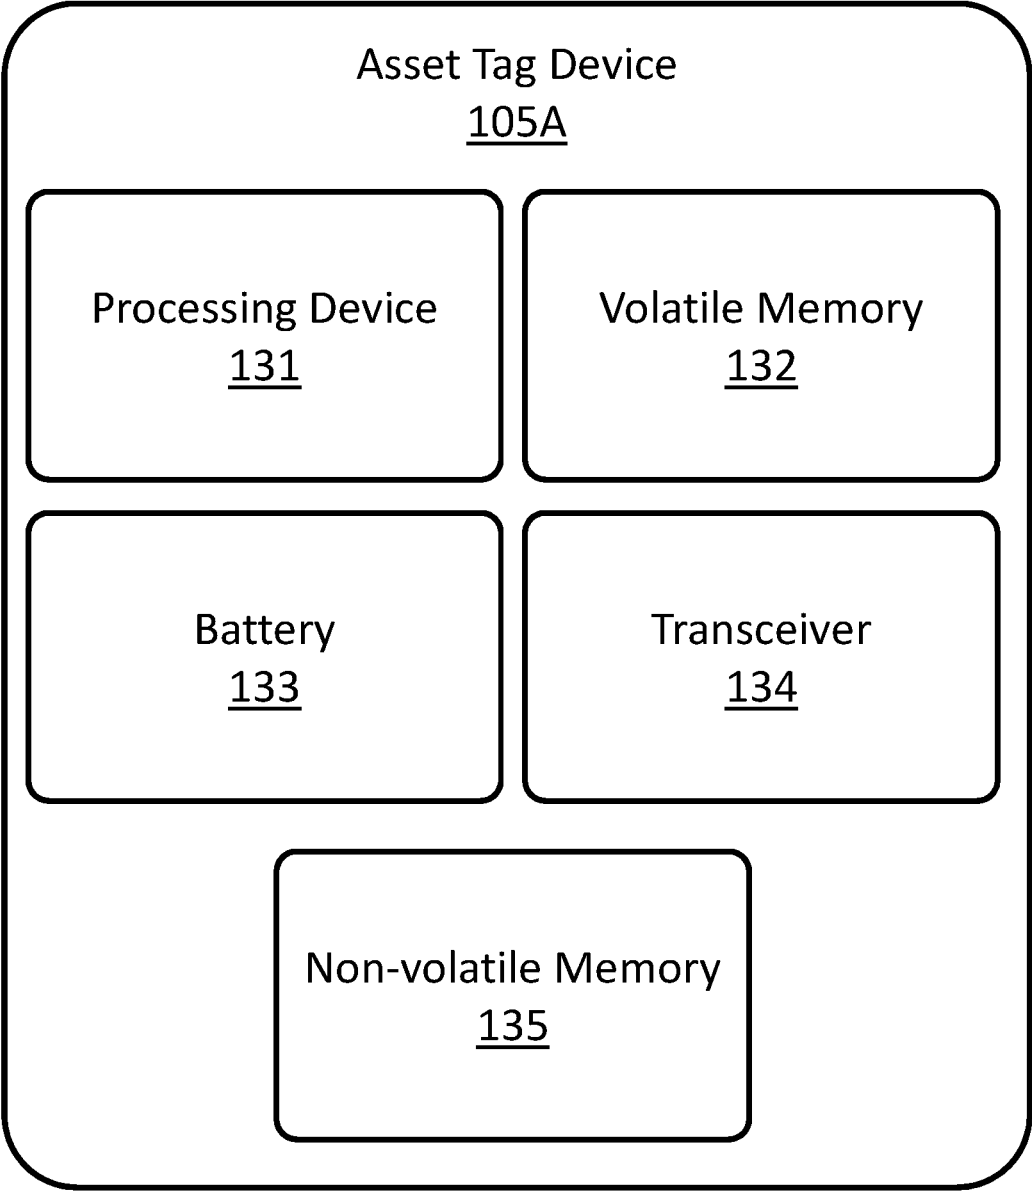 Asset Tag Device
105A
Processing Device
131
Volatile Memory
132
Battery
133
Transceiver
134
Non-volatile Memory
135